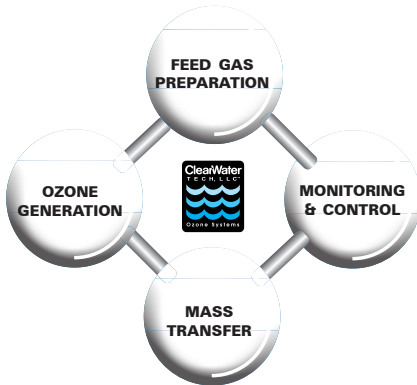 FEED GAS
PREPARATION
OZONE
GENERATION
ClearWater
TECH, LLC
Ozone Systems
MONITORING
& CONTROL
MASS
TRANSFER